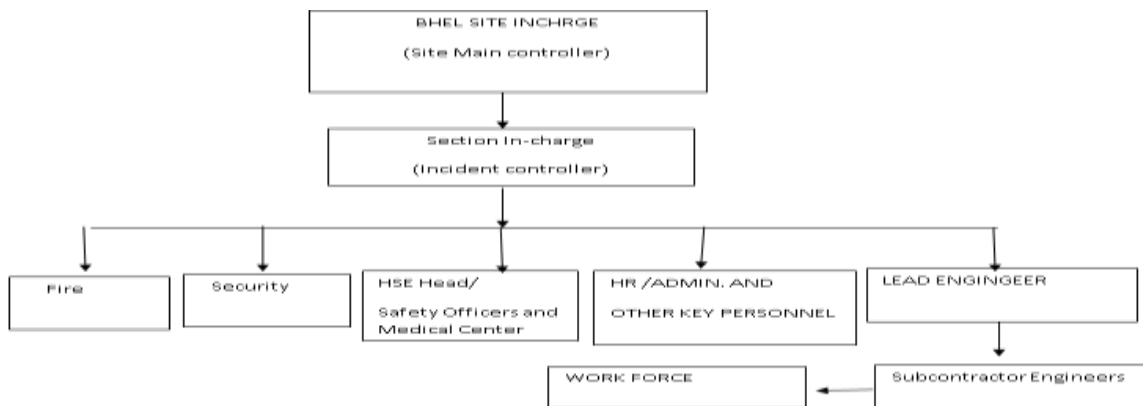 BHEL SITE INCHRGE
(Site Main controller)
Section In-charge
(Incident controller)
Fire
Security
HSE Head/
Safety Officers and
Medical Center
HR /ADMIN. AND
OTHER KEY PERSONNEL
LEAD ENGINGEER
Subcontractor Engineers
WORK FORCE